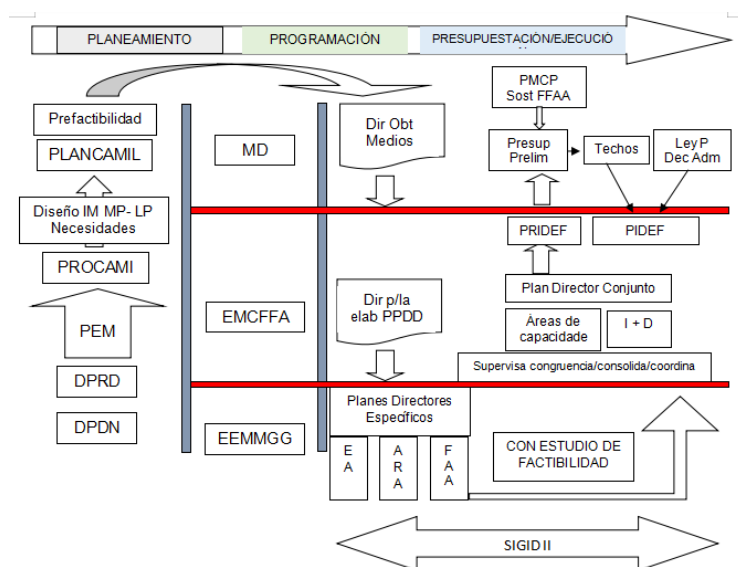 PLANEAMIENTO
PROGRAMACIÓN
PRESUPUESTACIÓN/EJECUCIÓ
Prefactibilidad
PLANCAMIL
Diseño IM MP- LP
Necesidades
PROCAMI
PEM
DPRD
DPDN
MD
EMCFFA
EEMMGG
Dir Obt
Medios
Dir p/la
elab PPDD
Planes Directores
Específicos
E
A
A
R
A
F
A
A
PMCP
Sost FFAA
Presup
Prelim
Techos
Ley P
Dec Adm
PRIDEF
PIDEF
Plan Director Conjunto
Áreas de
capacidade
I + D
Supervisa congruencia/consolida/coordina
CON ESTUDIO DE
FACTIBILIDAD
SIGID II